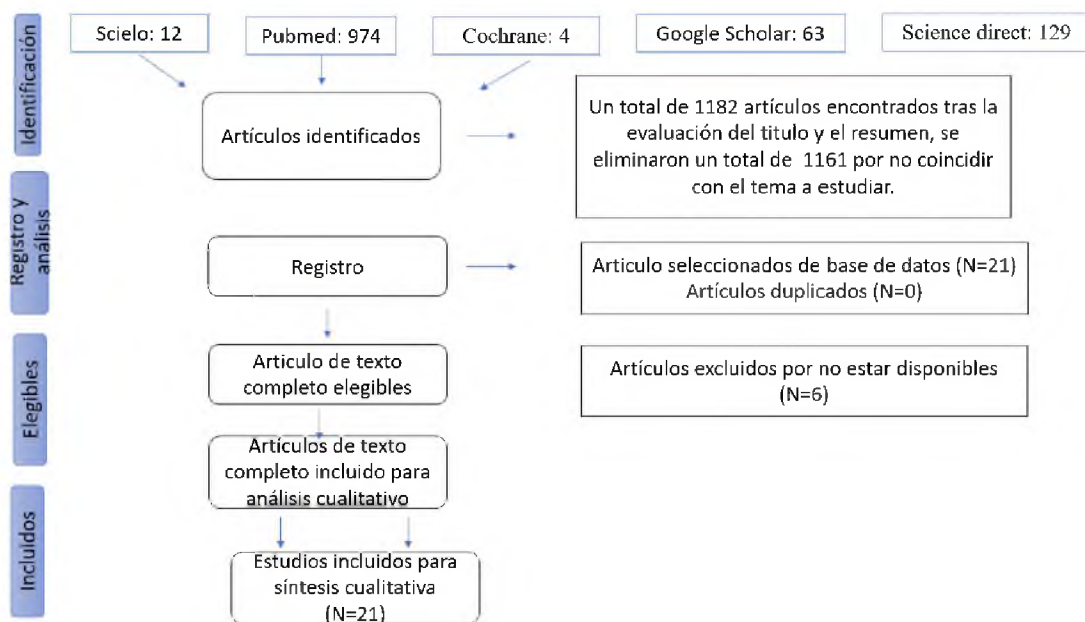 Identificación
Scielo: 12
Pubmed: 974
Cochrane: 4
Google Scholar: 63
Science direct: 129
Artículos identificados
Un total de 1182 artículos encontrados tras la
evaluación del titulo y el resumen, se
eliminaron un total de 1161 por no coincidir
con el tema a estudiar.
Registro y
análisis
Registro
Articulo seleccionados de base de datos (N=21)
Artículos duplicados (N=0)
Elegibles
Articulo de texto
completo elegibles
Artículos excluidos por no estar disponibles
(N=6)
Artículos de texto
completo incluido para
análisis cualitativo
Incluidos
Estudios incluidos para
síntesis cualitativa
(N=21)